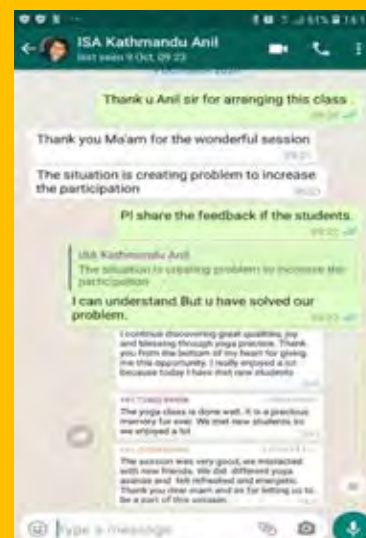 ISA Kathmandu Anil
last seen 9 Oct, 09:22
Thank u Anil sir for arranging this class
Thank you Ma'am for the wonderful session
The situation is creating problem to increase
the participation
Pl share the feedback if the students.
ISA Kathmandu Anil
The situation is creating problem to increase the
participation
I can understand.But u have solved our
problem.
I continue discovering great qualities, joy
and blessing through yoga practice. Thank
you from the bottom of my heart for giving
me this opportunity. I really enjoyed a lot
because today I have met new students
The yoga class is done well. It is a precious
memory for ever. We met new students so
we enjoyed a lot
The session was very good, we interacted
with new friends. We did different yoga
asanas and felt refreshed and energetic.
Thank you dear mam and sir for letting us to
be a part of this session.
Type a message